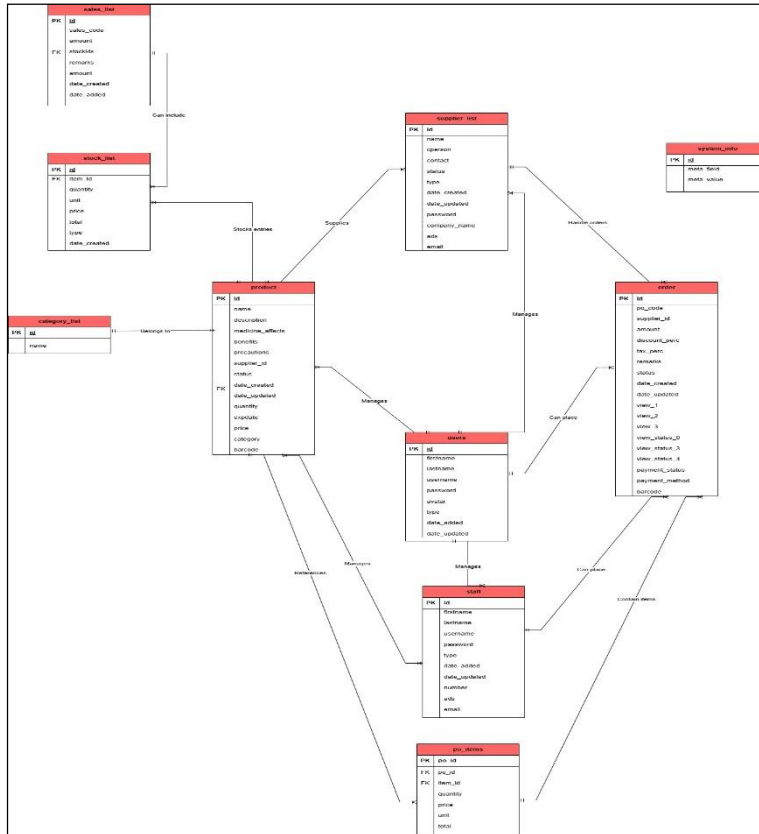 sales_list
PK id
sales_code
amount
FK stockids
remarks
amount
date_created
date_added
Can include
stock_list
PK id
FK item_id
quantity
unit
price
total
type
date_created
Stocks entries
supplier_list
PK id
name
cperson
contact
status
type
date_created
date_updated
password
company_name
ads
email
Supplies
Handle orders
Manages
system_info
PK id
meta_field
meta_value
category_list
PK id
name
Belongs to
product
PK id
name
description
medicine_effects
benefits
precautions
supplier_id
status
date_created
FK date_updated
quantity
expdate
price
category
barcode
Manages
order
PK id
po_code
supplier_id
amount
discount_perc
tax_perc
remarks
status
date_created
date_updated
view_1
view_2
view_3
view_status_0
view_status_3
view_status_4
payment_status
payment_method
barcode
Can place
users
PK id
firstname
lastname
username
password
avatar
type
date_added
date_updated
Manages
References
Manages
staff
PK id
firstname
lastname
username
password
type
date_added
date_updated
number
ads
email
Can place
Contain items
po_items
PK po_id
FK po_id
FK item_id
quantity
price
unit
total